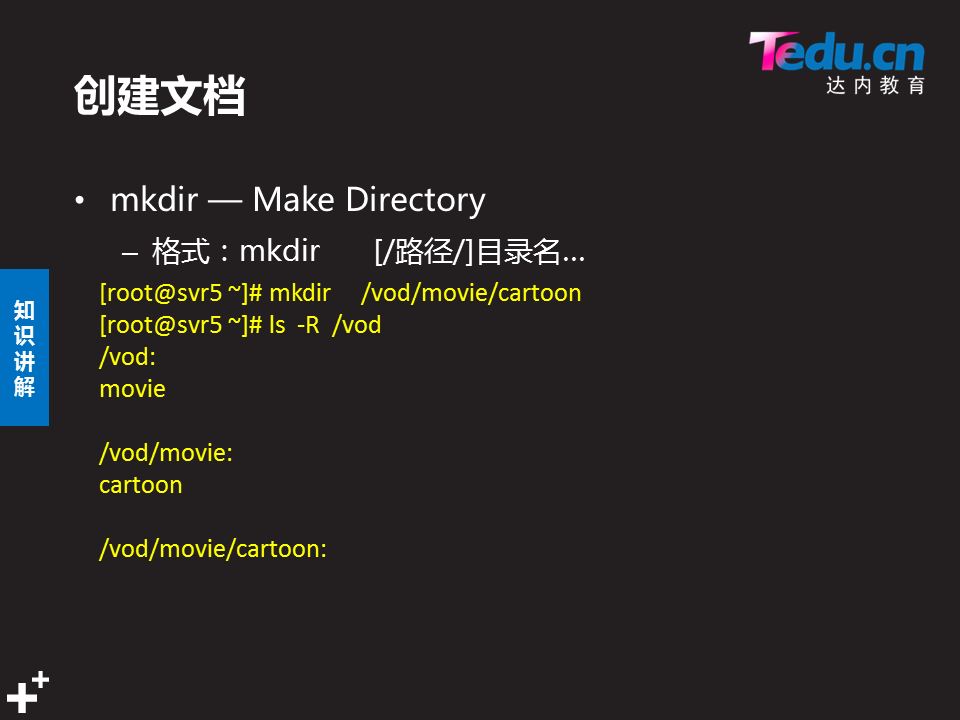 Tedu.cn
达内教育
创建文档
• mkdir — Make Directory
– 格式：mkdir [/路径/]目录名…
[root@svr5 ~]# mkdir /vod/movie/cartoon
[root@svr5 ~]# ls -R /vod
/vod:
movie
/vod/movie:
cartoon
/vod/movie/cartoon:
知识讲解